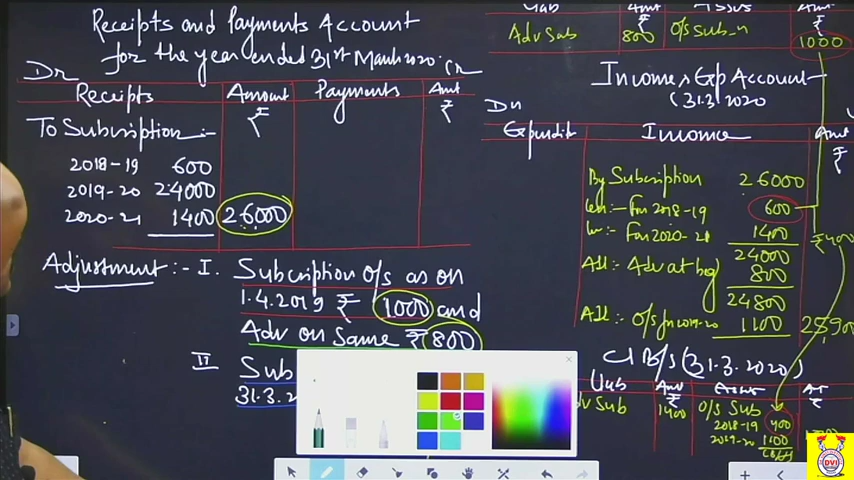 Receipts and Payments Account
for the year ended 31st March 2020.
Dr Cr
Receipts Amount Payments Amt
₹ ₹
To Subscription:-
2018-19 600
2019-20 24000
2020-21 1400 26000
Adjustment:- I. Subscription o/s as on
1.4.2019 ₹ 1000 and
Adv on Same ₹ 800
II Sub
31.3.2
Amt
₹
Adv Sub 800 O/S Sub_n 1000
Income & Exp Account
(31.3.2020
Dr
Expendit Income Amt
₹
By Subscription 26000
Less:- For 2018-19 600
For 2020-21 1400
24000
Add:- Adv at beg 800
24800
Add:- O/S for 2019-20 1100 25900
₹400
Cl B/S (31.3.2020)
Adv Sub 1400 O/S Sub
2018-19 400
2019-20 1100
DVI